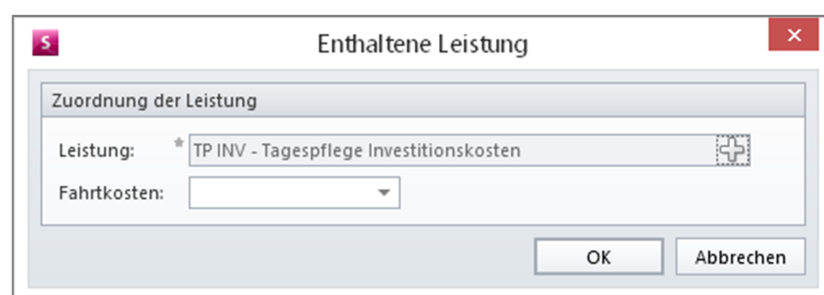 S
Enthaltene Leistung
Zuordnung der Leistung
Leistung: * TP INV - Tagespflege Investitionskosten
Fahrtkosten:
OK Abbrechen